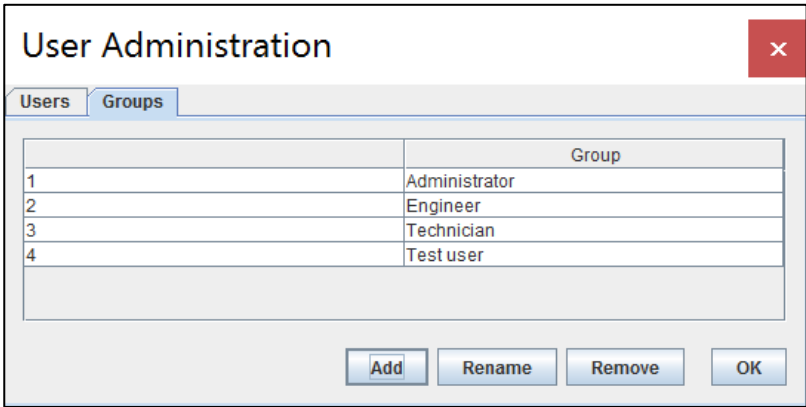 User Administration
x
Users Groups
Group
1 Administrator
2 Engineer
3 Technician
4 Test user
Add Rename Remove OK